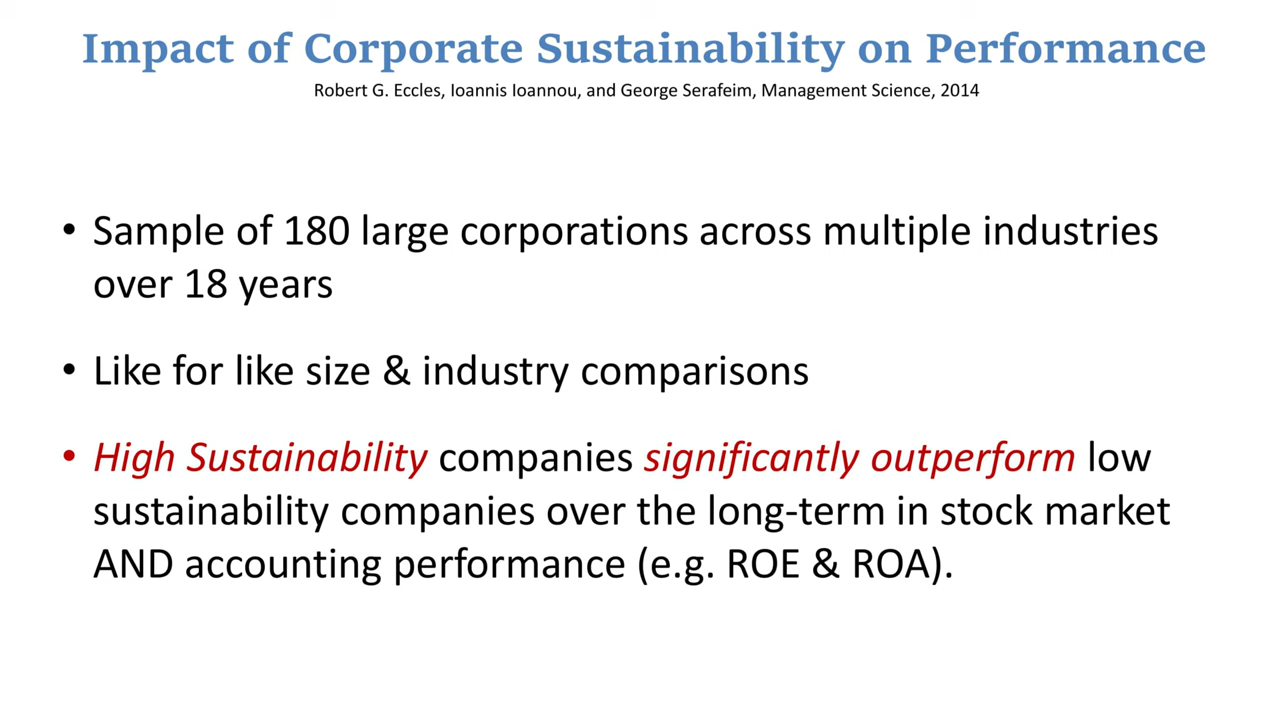 Impact of Corporate Sustainability on Performance
Robert G. Eccles, Ioannis Ioannou, and George Serafeim, Management Science, 2014
• Sample of 180 large corporations across multiple industries
over 18 years
• Like for like size & industry comparisons
• High Sustainability companies significantly outperform low
sustainability companies over the long-term in stock market
AND accounting performance (e.g. ROE & ROA).